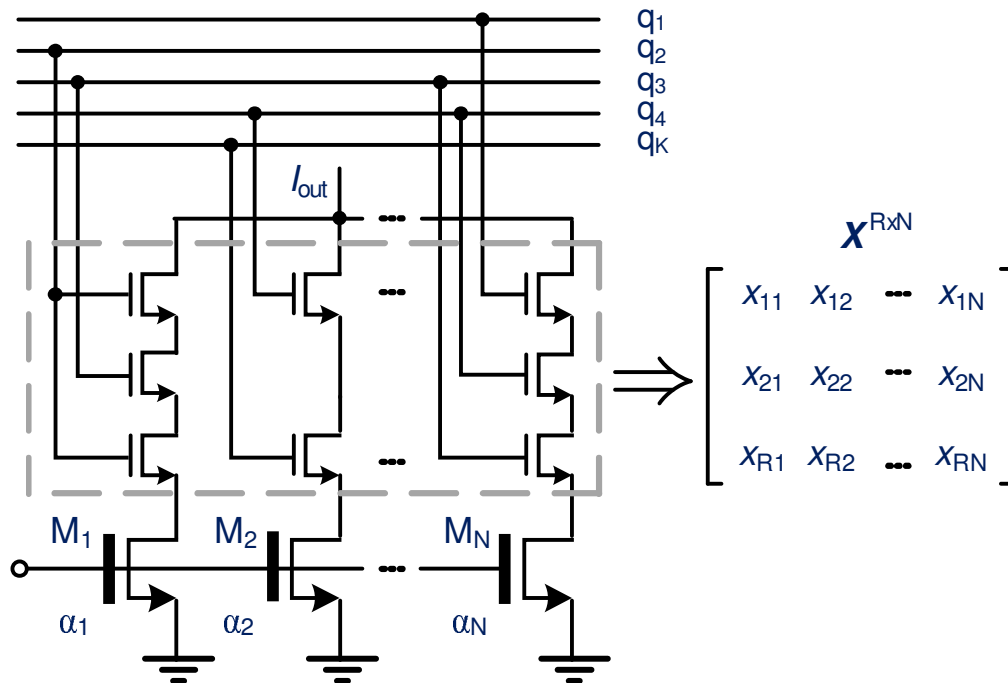 q1
q2
q3
q4
qK
Iout
XRxN
x11 x12 ... x1N
x21 x22 ... x2N
xR1 xR2 ... xRN
M1 M2 ... MN
α1 α2 αN